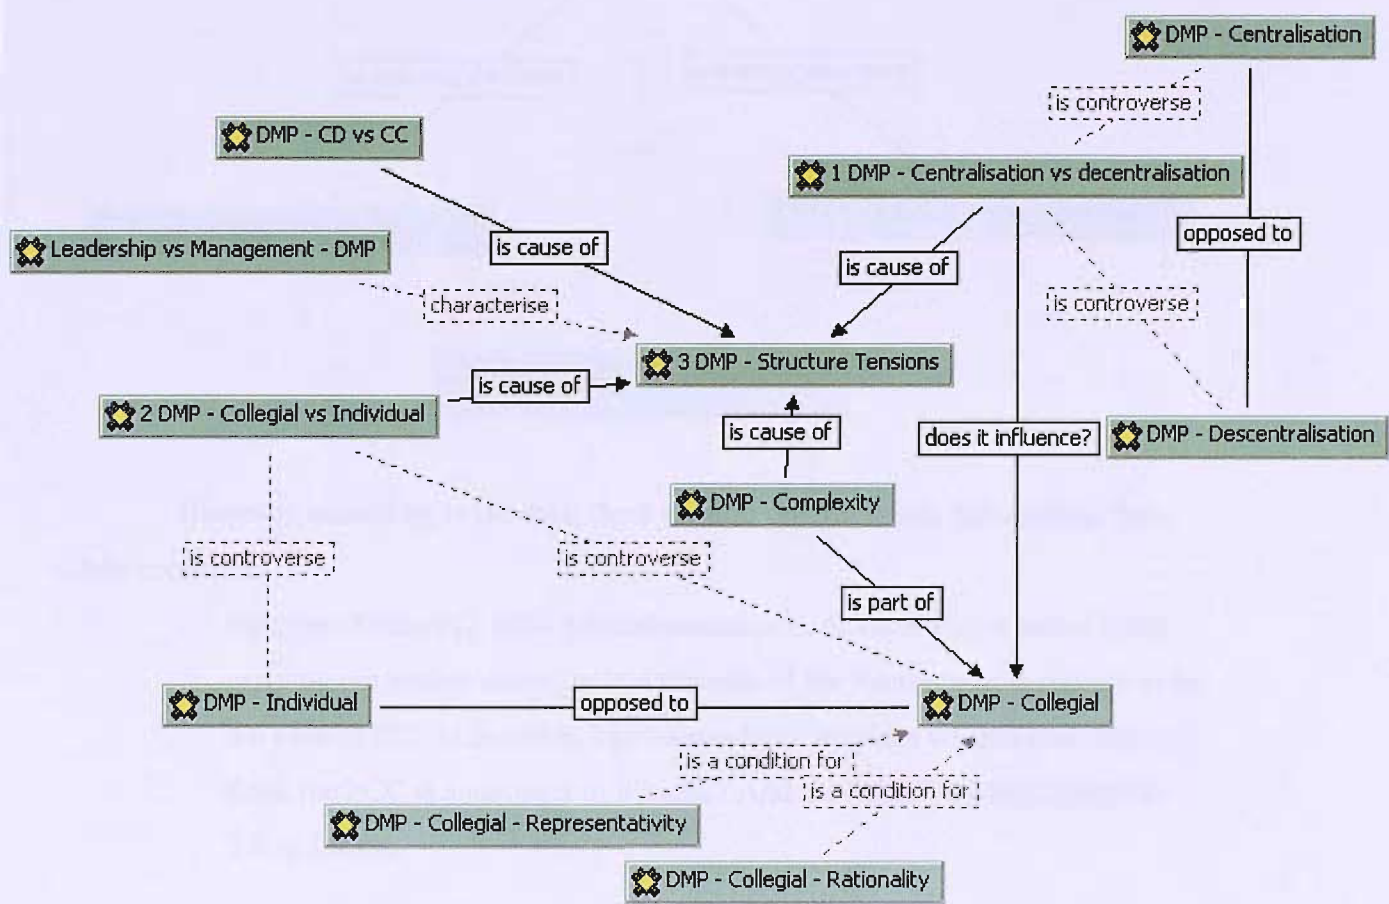 DMP - Centralisation
is controverse
DMP - CD vs CC
1 DMP - Centralisation vs decentralisation
opposed to
Leadership vs Management - DMP
is cause of
is cause of
characterise
is controverse
3 DMP - Structure Tensions
is cause of
2 DMP - Collegial vs Individual
is cause of
does it influence?
DMP - Descentralisation
DMP - Complexity
is controverse
is controverse
is part of
DMP - Individual
opposed to
DMP - Collegial
is a condition for
is a condition for
DMP - Collegial - Representativity
DMP - Collegial - Rationality